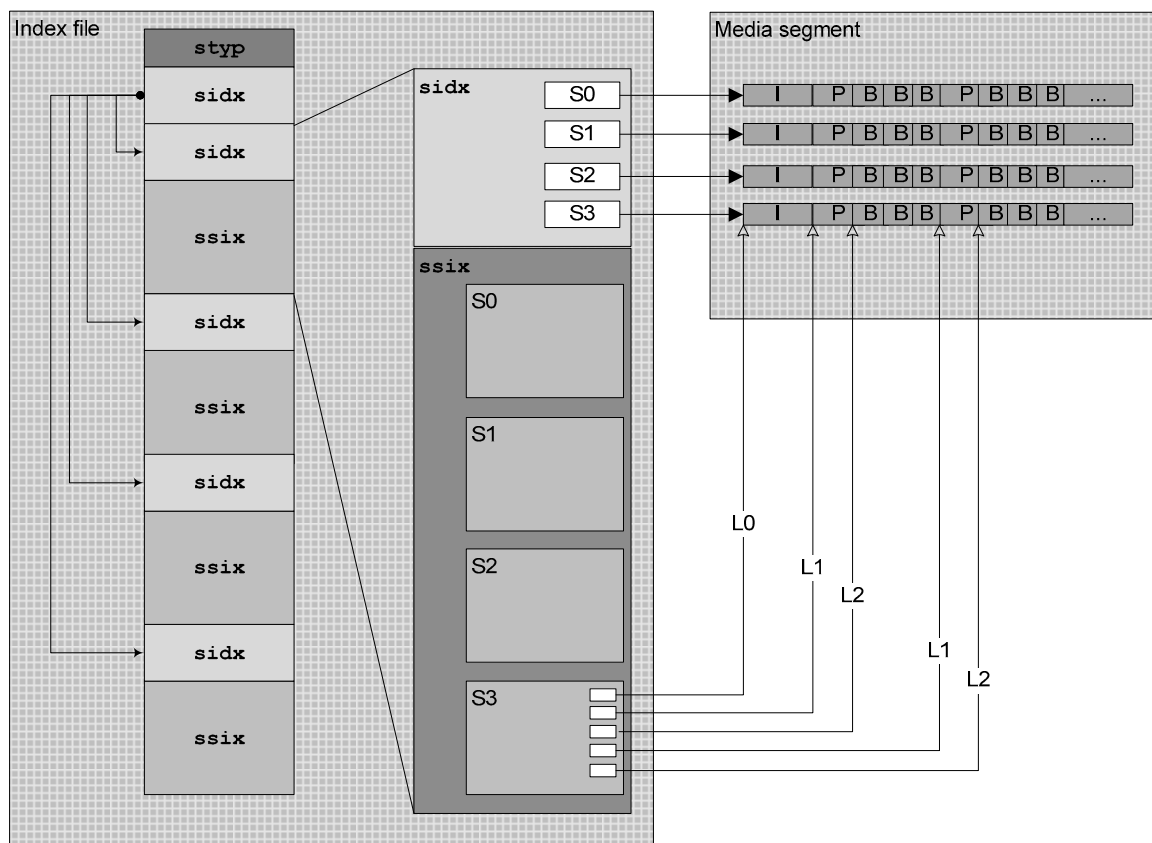 Index file
styp
sidx
sidx
ssix
sidx
ssix
sidx
ssix
sidx
ssix
sidx
S0
S1
S2
S3
ssix
S0
S1
S2
S3
Media segment
I P B B B P B B B ...
I P B B B P B B B ...
I P B B B P B B B ...
I P B B B P B B B ...
L0
L1
L2
L1
L2